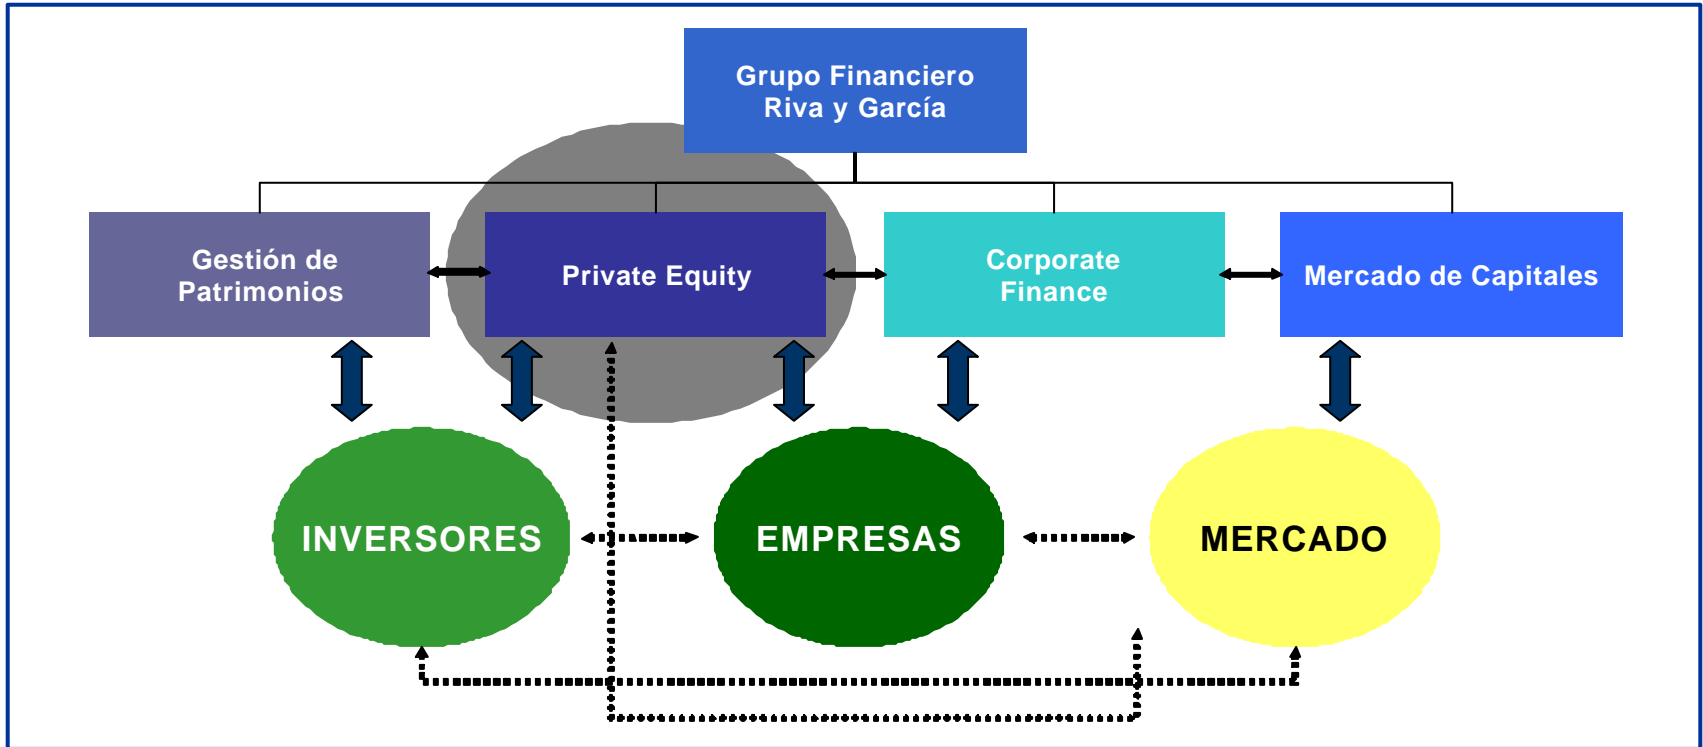 Grupo Financiero
Riva y García
Gestión de
Patrimonios
Private Equity
Corporate
Finance
Mercado de Capitales
INVERSORES
EMPRESAS
MERCADO